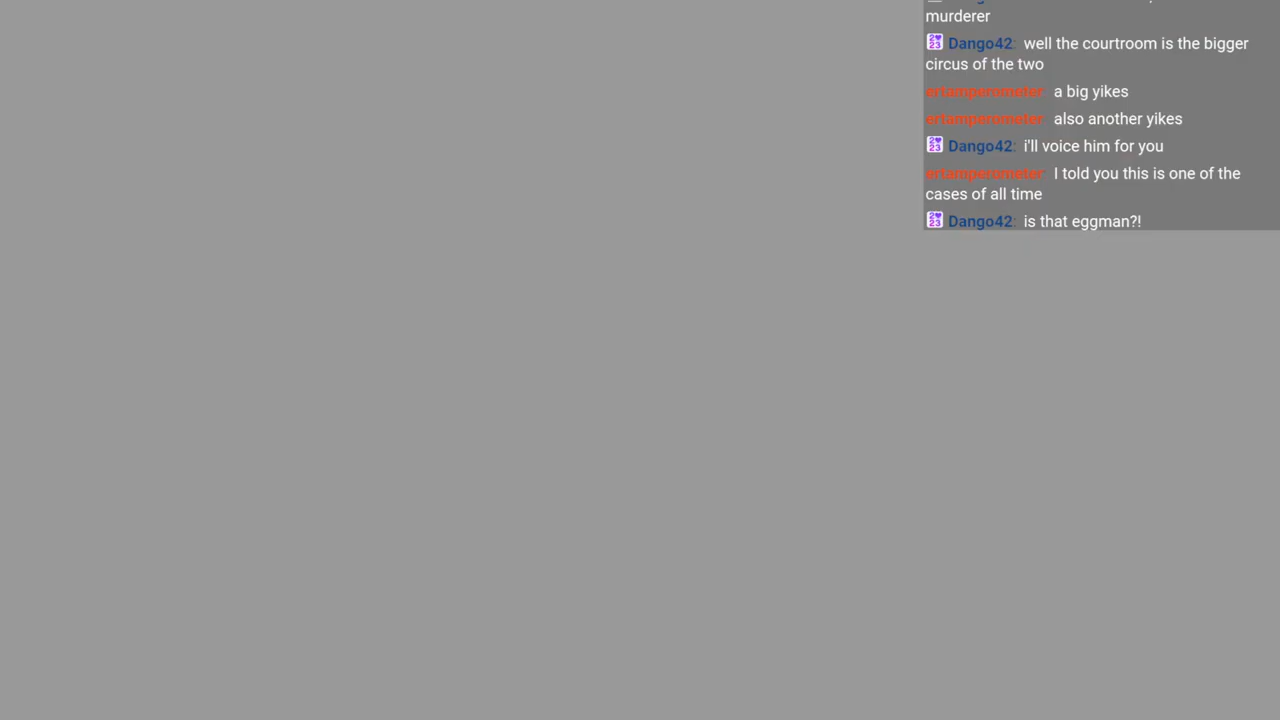 murderer
Dango42: well the courtroom is the bigger
circus of the two
a big yikes
also another yikes
Dango42: i'll voice him for you
I told you this is one of the
cases of all time
Dango42: is that eggman?!